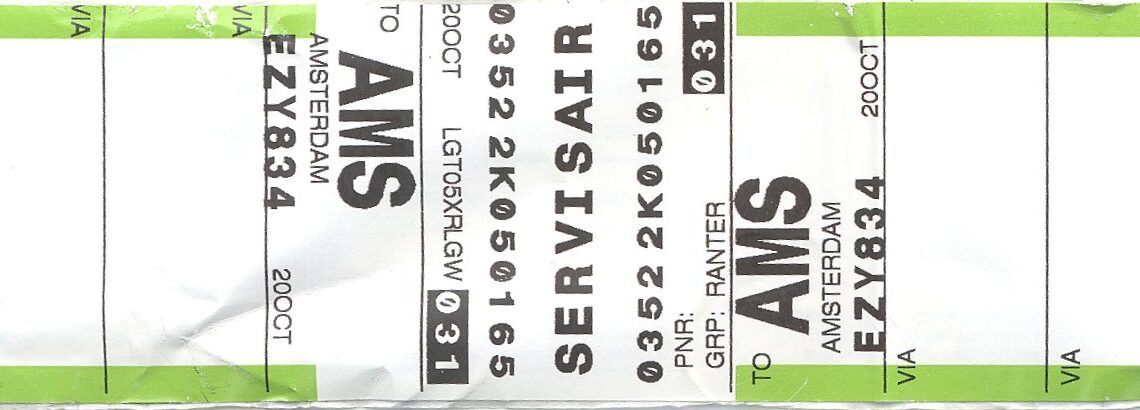 0352 2K050165
20OCT LGT05XRLGW 031
TO
AMS
AMSTERDAM
EZY834 20OCT
VIA
VIA
SERVISAIR
0352 2K050165
PNR: 031
GRP: RANTER
TO
AMS
AMSTERDAM
EZY834 20OCT
VIA
VIA